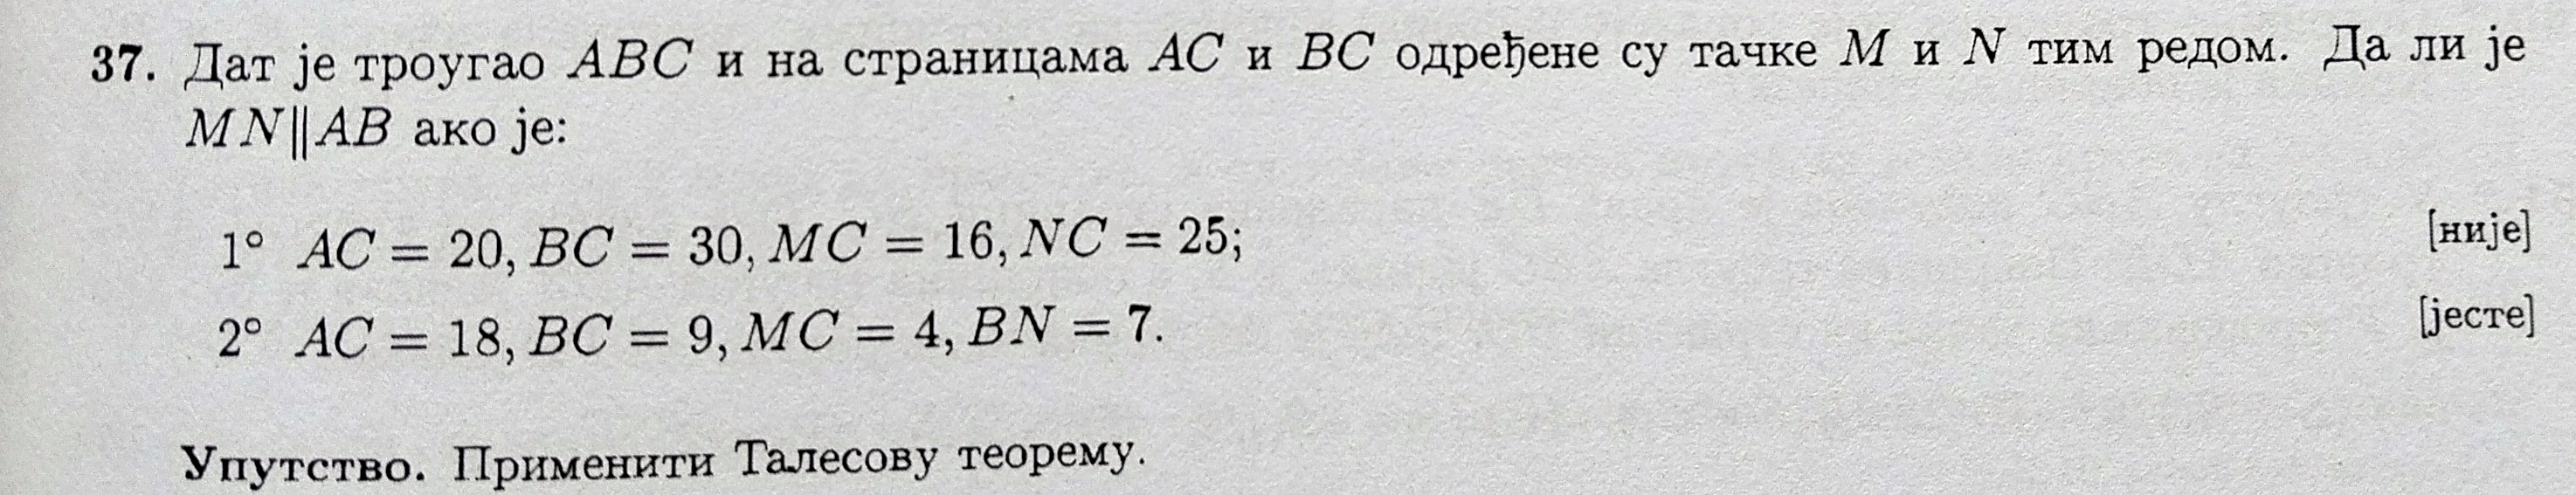 37. Дат је троугао ABC и на страницама AC и BC одређене су тачке M и N тим редом. Да ли је
MN||AB ако је:
1° AC = 20, BC = 30, MC = 16, NC = 25; [није]
2° AC = 18, BC = 9, MC = 4, BN = 7. [јесте]
Упутство. Применити Талесову теорему.